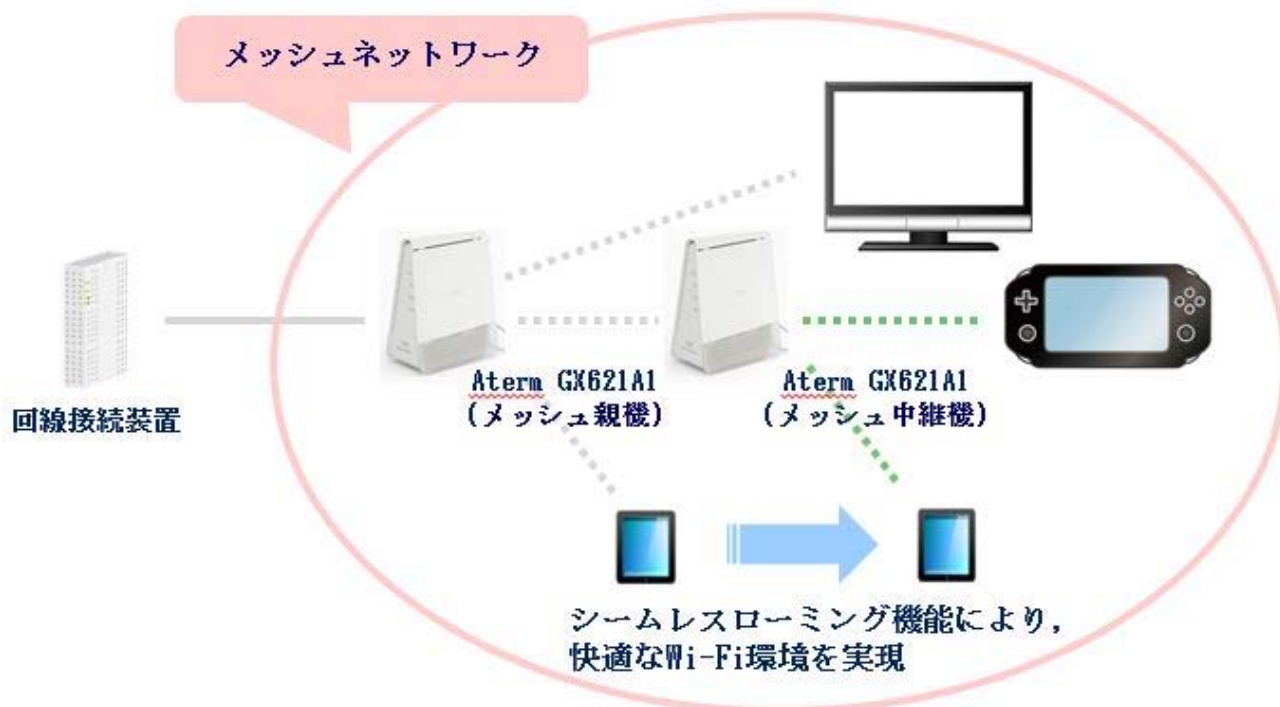 メッシュネットワーク
回線接続装置
Aterm GX621A1
(メッシュ親機)
Aterm GX621A1
(メッシュ中継機)
シームレスローミング機能により,
快適なWi-Fi環境を実現